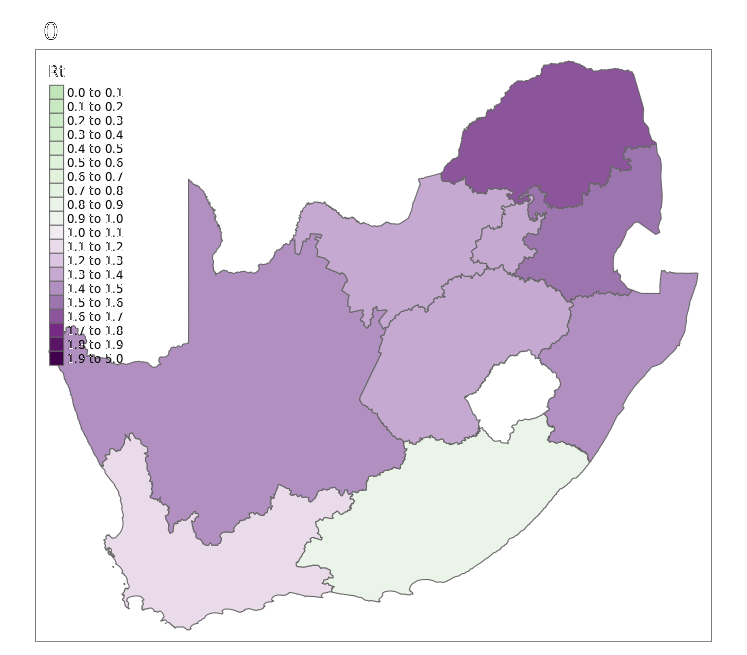 0
Rt
0.0 to 0.1
0.1 to 0.2
0.2 to 0.3
0.3 to 0.4
0.4 to 0.5
0.5 to 0.6
0.6 to 0.7
0.7 to 0.8
0.8 to 0.9
0.9 to 1.0
1.0 to 1.1
1.1 to 1.2
1.2 to 1.3
1.3 to 1.4
1.4 to 1.5
1.5 to 1.6
1.6 to 1.7
1.7 to 1.8
1.8 to 1.9
1.9 to 5.0